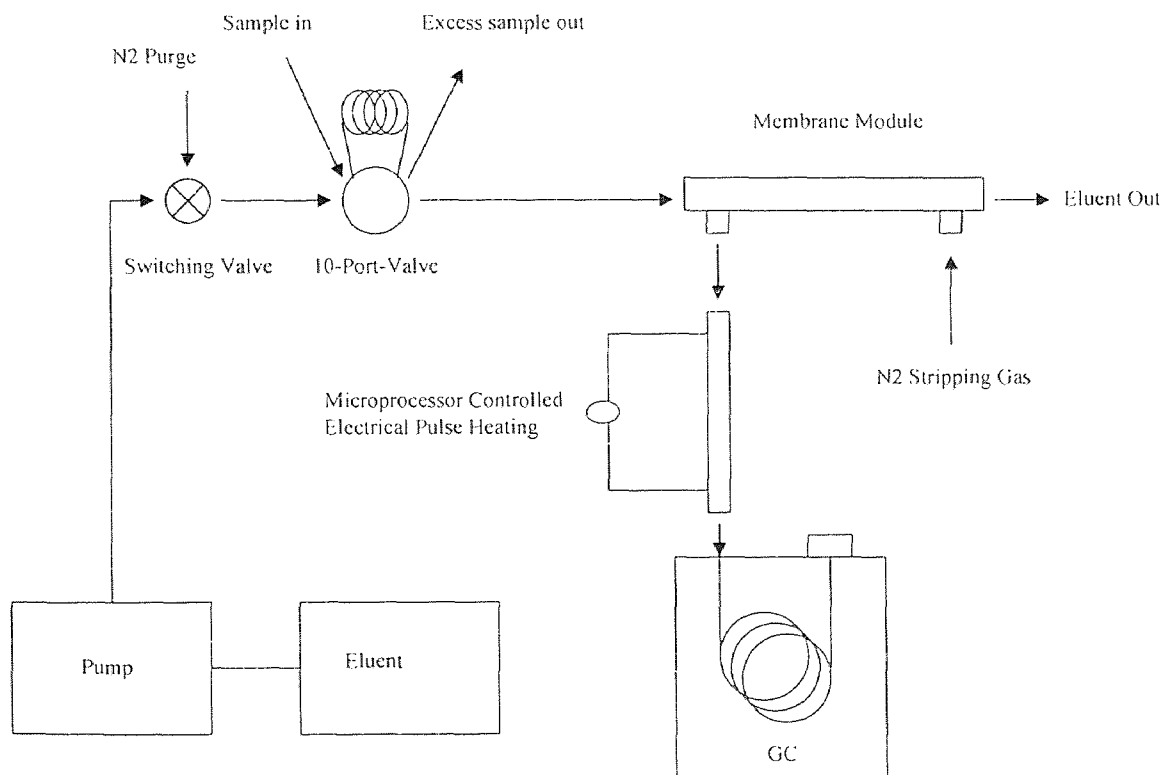 Sample in
Excess sample out
N2 Purge
Membrane Module
Eluent Out
Switching Valve
10-Port-Valve
N2 Stripping Gas
Microprocessor Controlled
Electrical Pulse Heating
Pump
Eluent
GC